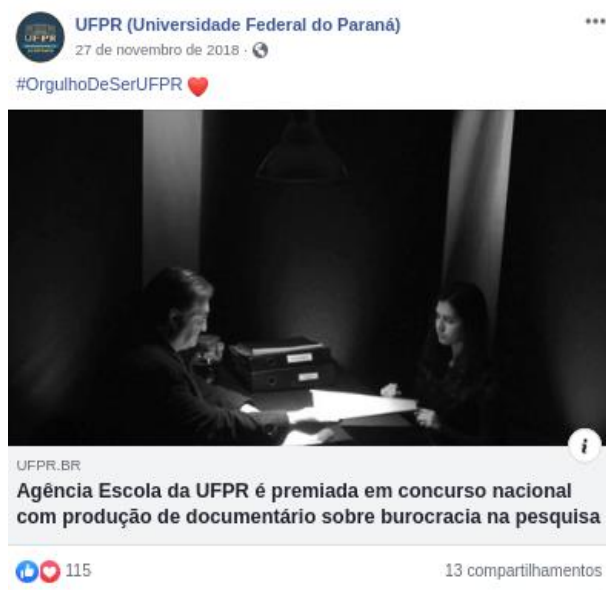 UFPR (Universidade Federal do Paraná)
27 de novembro de 2018 ·
#OrgulhoDeSerUFPR ❤️
UFPR
i
UFPR.BR
Agência Escola da UFPR é premiada em concurso nacional
com produção de documentário sobre burocracia na pesquisa
115
13 compartilhamentos